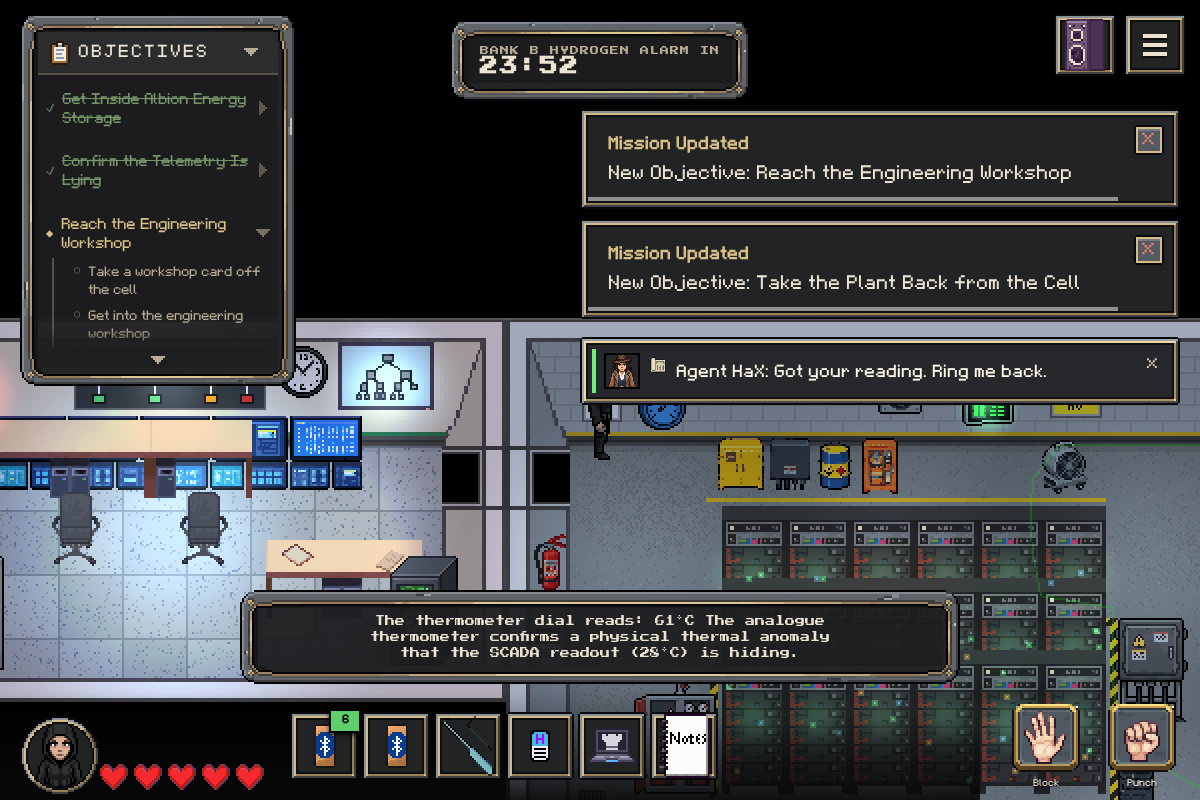 OBJECTIVES
Get Inside Albion Energy
Storage
Confirm the Telemetry Is
Lying
Reach the Engineering
Workshop
Take a workshop card off
the cell
Get into the engineering
workshop
BANK B HYDROGEN ALARM IN
23:52
Mission Updated
New Objective: Reach the Engineering Workshop
Mission Updated
New Objective: Take the Plant Back from the Cell
Agent HaX: Got your reading. Ring me back.
The thermometer dial reads: 61°C The analogue
thermometer confirms a physical thermal anomaly
that the SCADA readout (28°C) is hiding.
6
H
Notes
Block
Punch